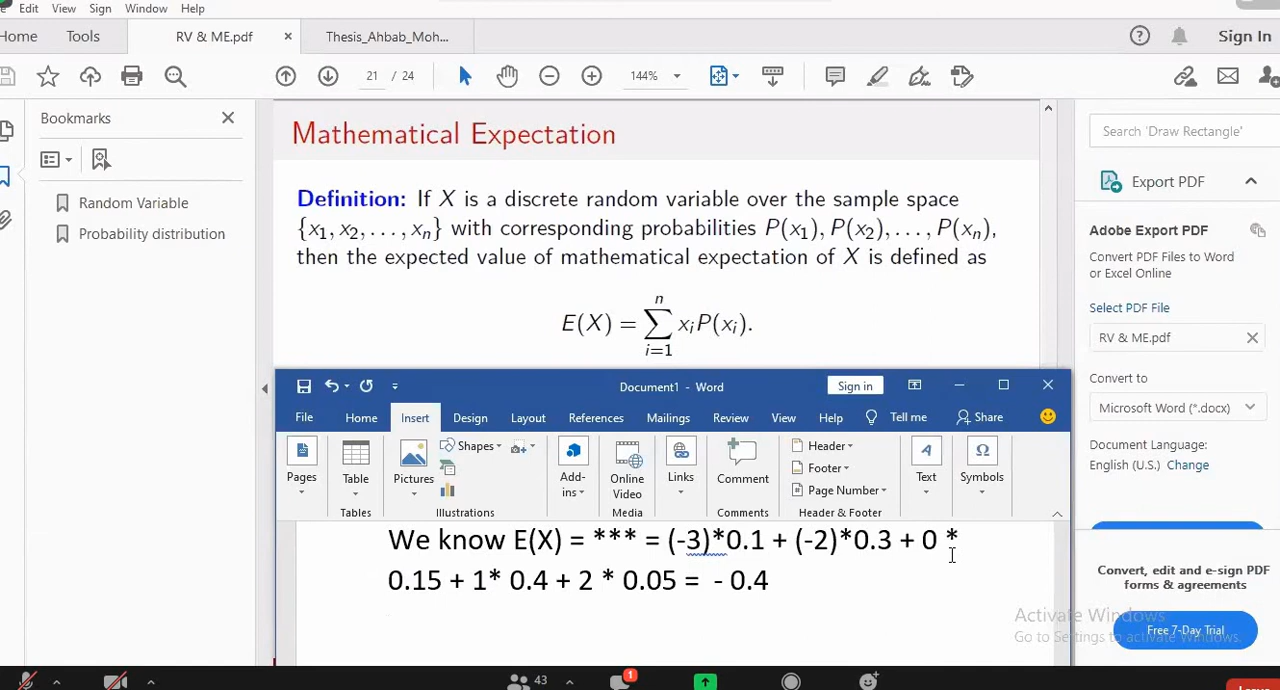 Edit View Sign Window Help
Home Tools RV & ME.pdf × Thesis_Ahbab_Moh... Sign In
21 / 24 144%
Bookmarks
Random Variable
Probability distribution
Mathematical Expectation
Definition: If X is a discrete random variable over the sample space
{x₁, x₂, . . . , xₙ} with corresponding probabilities P(x₁), P(x₂), . . . , P(xₙ),
then the expected value of mathematical expectation of X is defined as
E(X) = ∑ᵢ₌₁ⁿ xᵢP(xᵢ).
Search 'Draw Rectangle'
Export PDF
Adobe Export PDF
Convert PDF Files to Word
or Excel Online
Select PDF File
RV & ME.pdf
Convert to
Microsoft Word (*.docx)
Document Language:
English (U.S.) Change
Convert, edit and e-sign PDF
forms & agreements
Free 7-Day Trial
Document1 - Word Sign in
File Home Insert Design Layout References Mailings Review View Help Tell me Share
Pages Table Pictures Shapes Add-ins Online Video Links Comment Header Footer Page Number Text Symbols
Tables Illustrations Media Comments Header & Footer
We know E(X) = *** = (-3)*0.1 + (-2)*0.3 + 0 *
0.15 + 1* 0.4 + 2 * 0.05 = - 0.4
Activate Windows
Go to Settings to activate Windows.
43 1